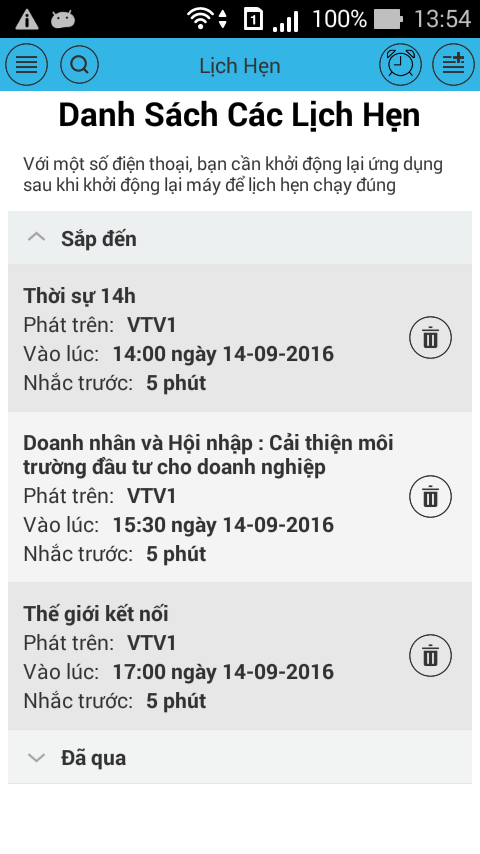 100% 13:54
Lịch Hẹn
Danh Sách Các Lịch Hẹn
Với một số điện thoại, bạn cần khởi động lại ứng dụng
sau khi khởi động lại máy để lịch hẹn chạy đúng
Sắp đến
Thời sự 14h
Phát trên: VTV1
Vào lúc: 14:00 ngày 14-09-2016
Nhắc trước: 5 phút
Doanh nhân và Hội nhập : Cải thiện môi
trường đầu tư cho doanh nghiệp
Phát trên: VTV1
Vào lúc: 15:30 ngày 14-09-2016
Nhắc trước: 5 phút
Thế giới kết nối
Phát trên: VTV1
Vào lúc: 17:00 ngày 14-09-2016
Nhắc trước: 5 phút
Đã qua